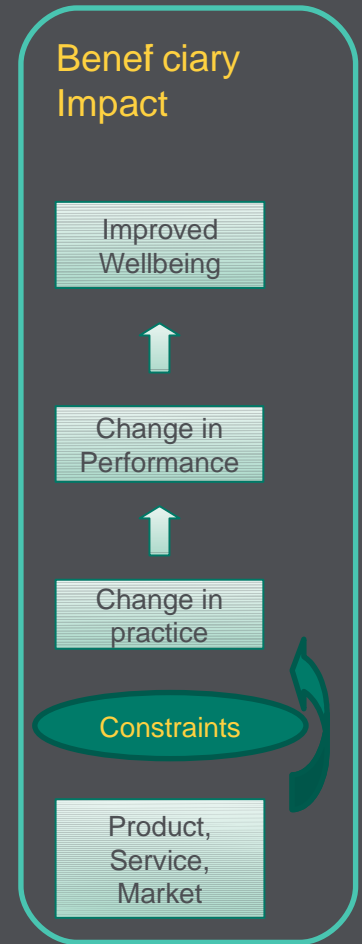 Benef ciary
Impact
Improved
Wellbeing
Change in
Performance
Change in
practice
Constraints
Product,
Service,
Market